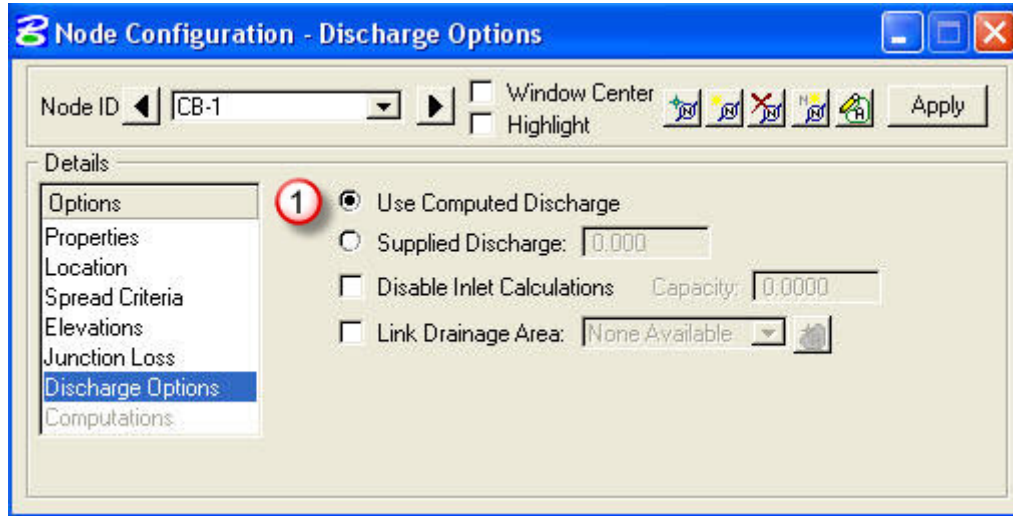 Node Configuration - Discharge Options
Node ID CB-1 Window Center Apply
Highlight
Details
Options
Properties
Location
Spread Criteria
Elevations
Junction Loss
Discharge Options
Computations
1 Use Computed Discharge
Supplied Discharge: 0.000
Disable Inlet Calculations Capacity: 0.0000
Link Drainage Area: None Available